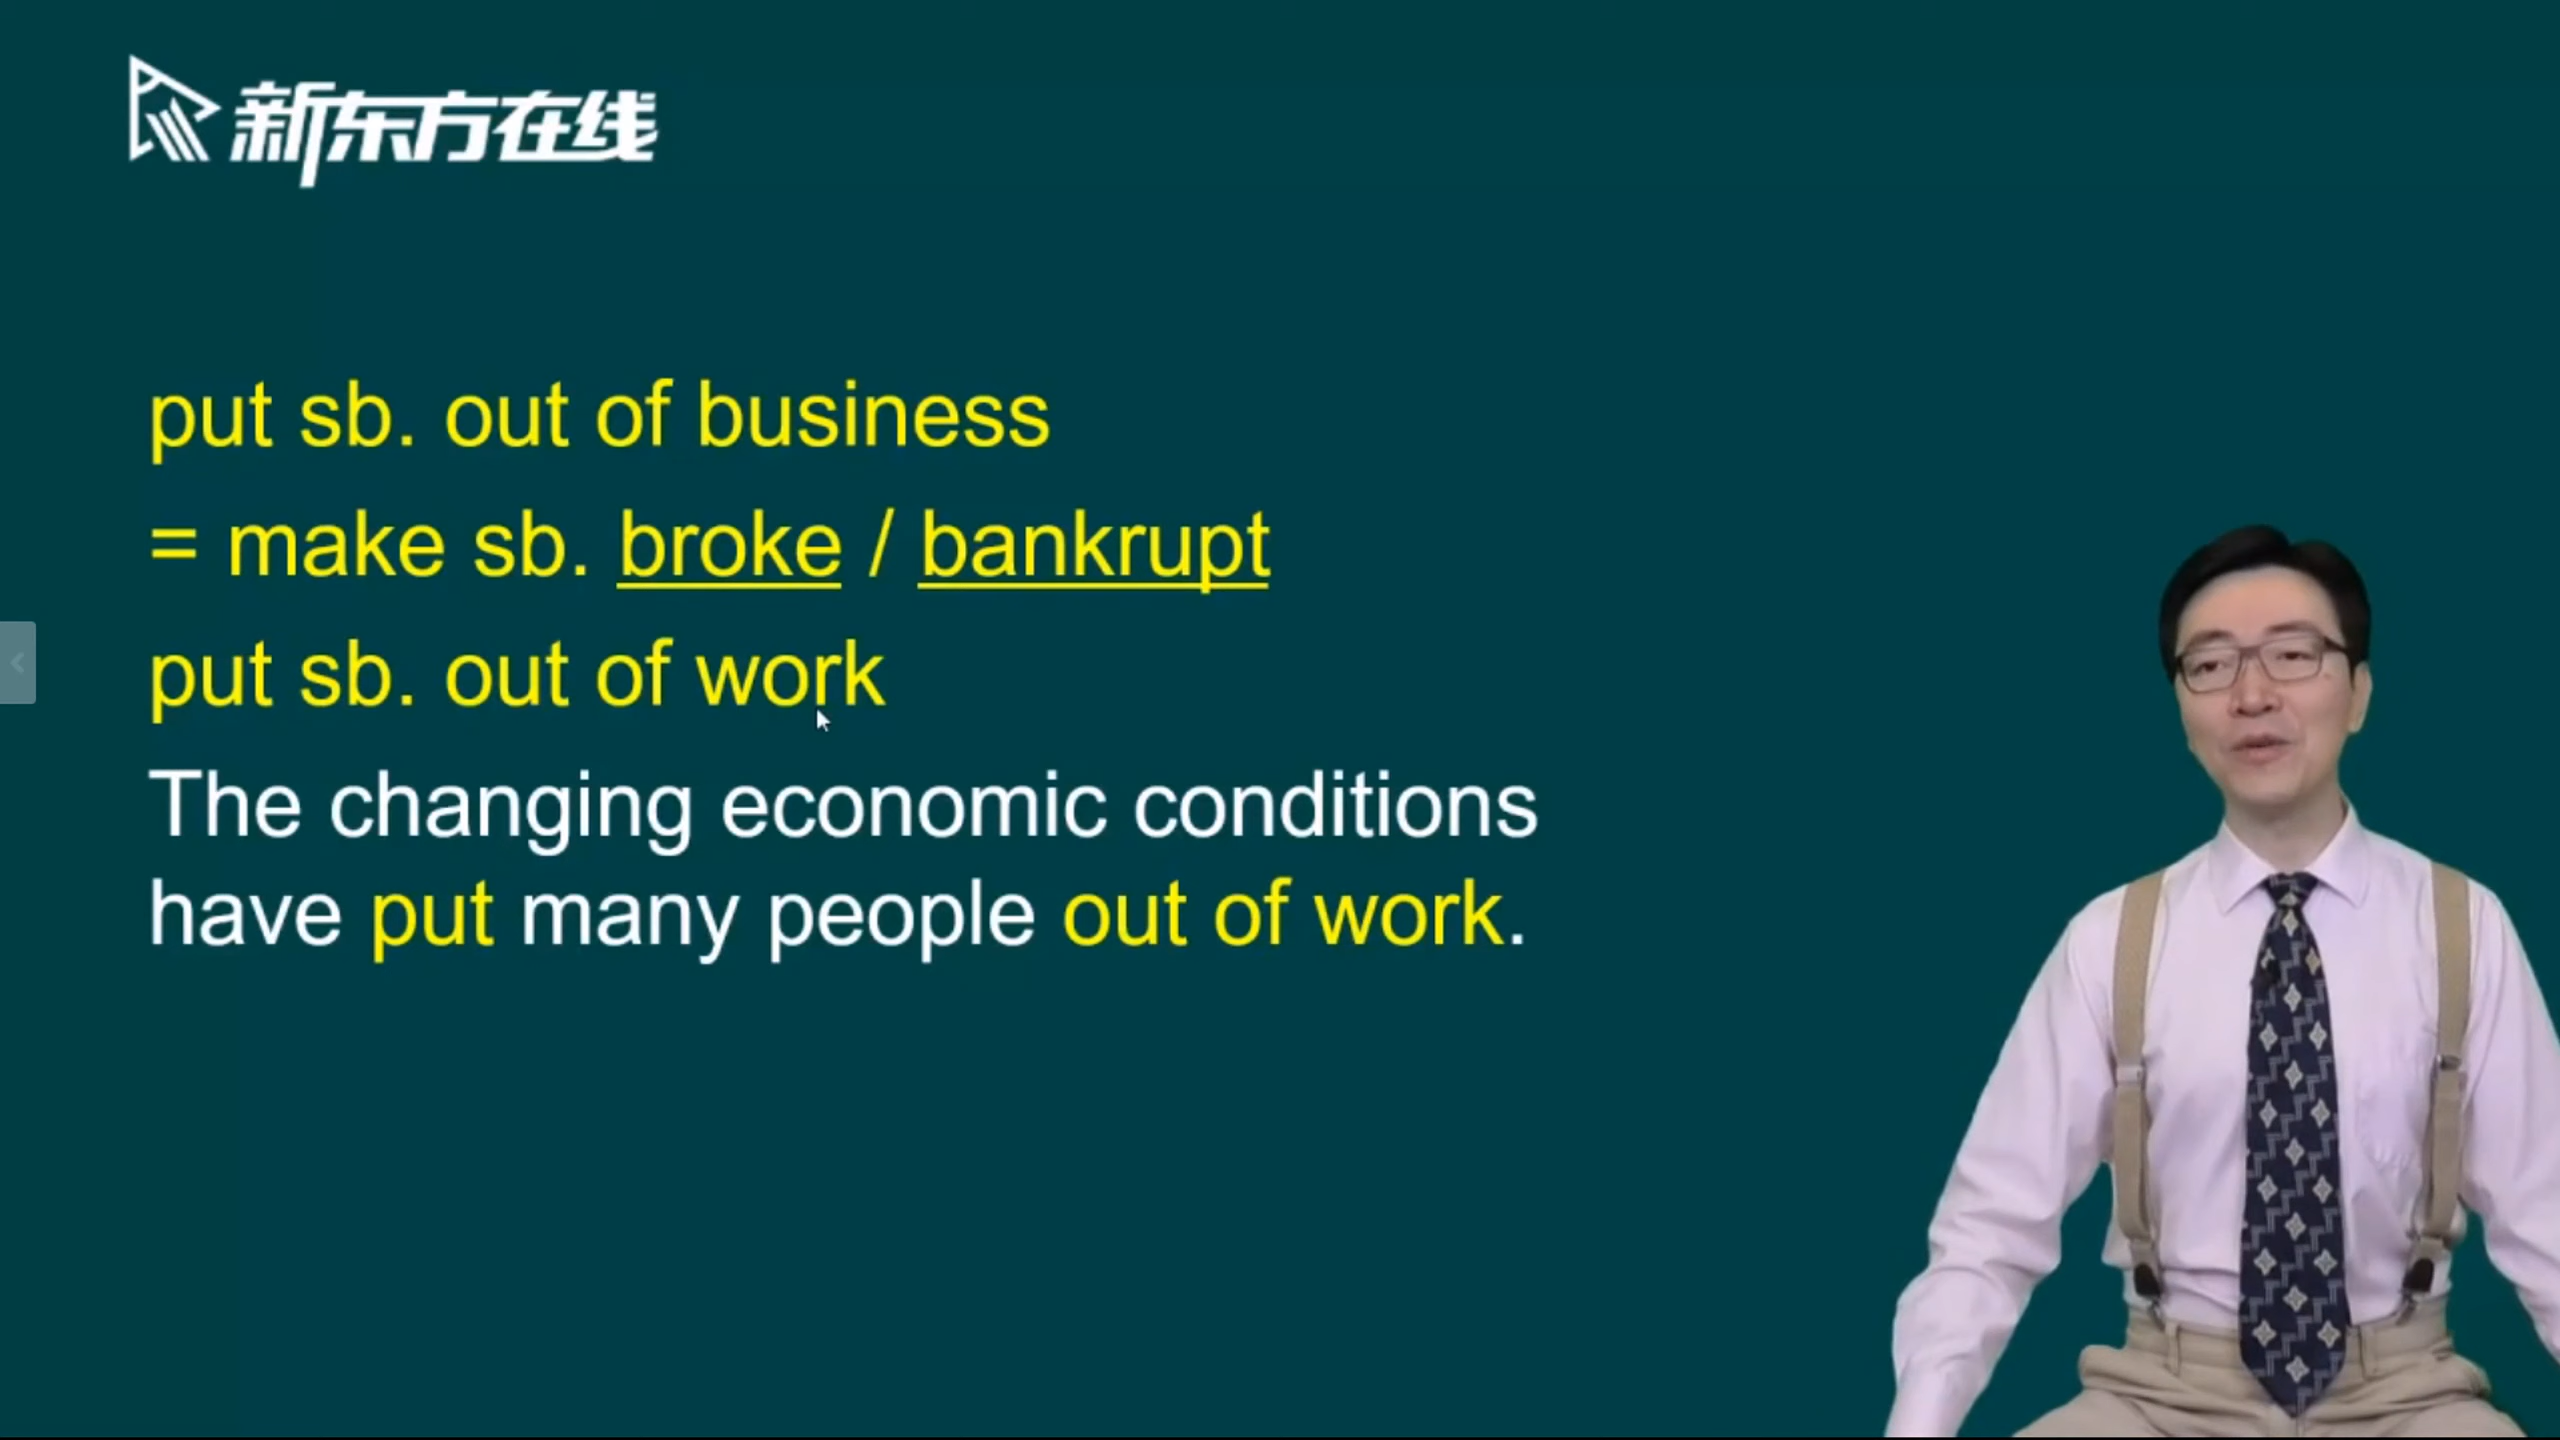 新东方在线
put sb. out of business
= make sb. broke / bankrupt
put sb. out of work
The changing economic conditions
have put many people out of work.